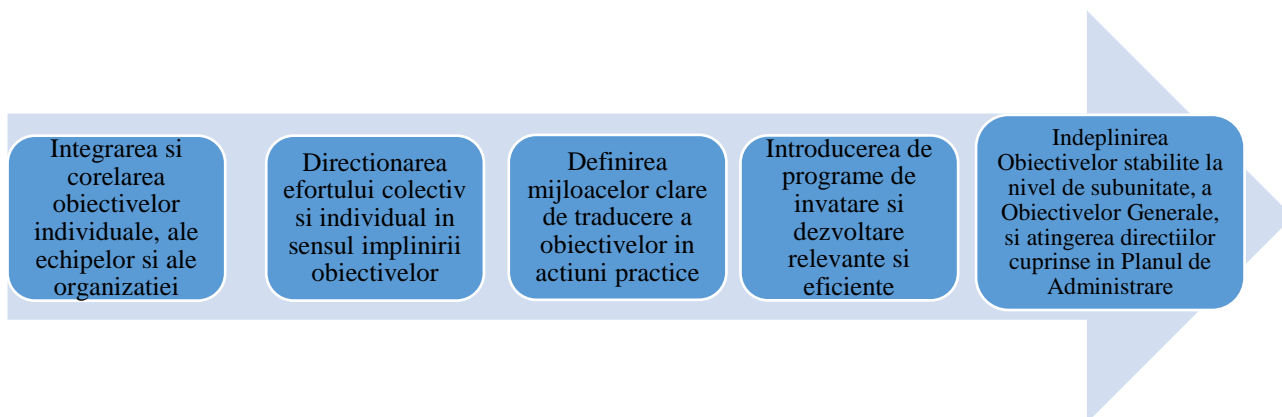 Integrarea si
corelarea
obiectivelor
individuale, ale
echipelor si ale
organizatiei
Directionarea
efortului colectiv
si individual in
sensul implinirii
obiectivelor
Definirea
mijloacelor clare
de traducere a
obiectivelor in
actiuni practice
Introducerea de
programe de
invatare si
dezvoltare
relevante si
eficiente
Indeplinirea
Obiectivelor stabilite la
nivel de subunitate, a
Obiectivelor Generale,
si atingerea directiilor
cuprinse in Planul de
Administrare